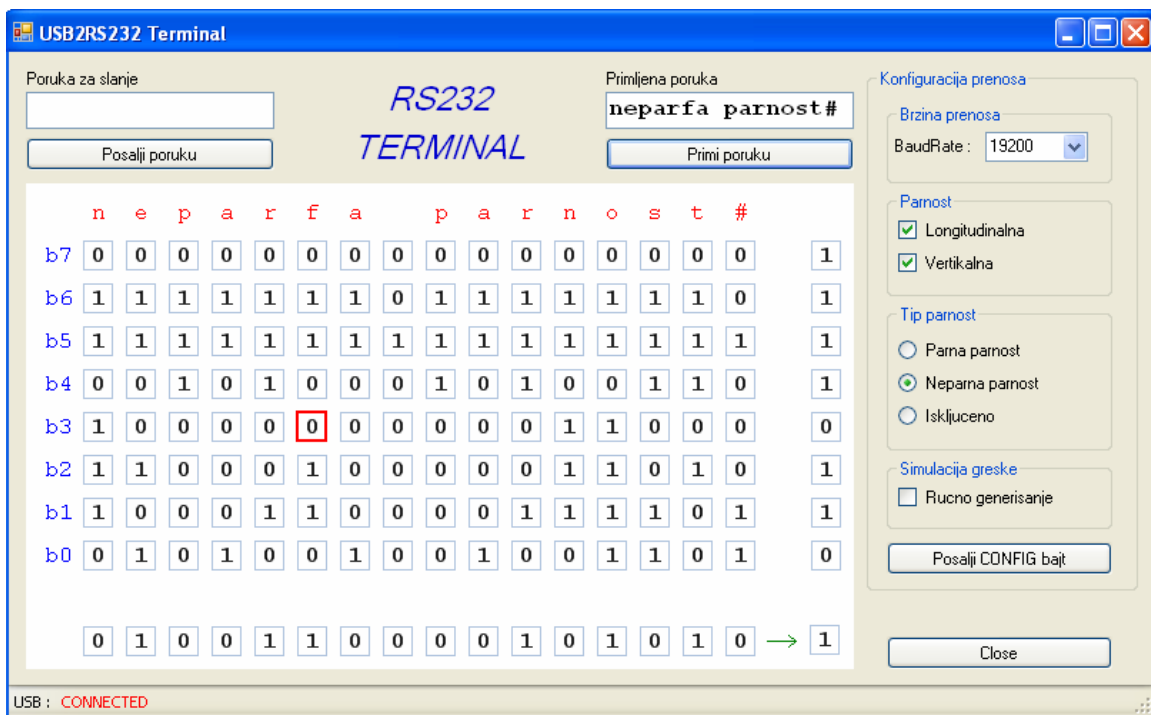 USB2RS232 Terminal
Poruka za slanje
Posalji poruku
RS232
TERMINAL
Primljena poruka
neparfa parnost#
Primi poruku
n e p a r f a p a r n o s t #
b7 0 0 0 0 0 0 0 0 0 0 0 0 0 0 0 0 1
b6 1 1 1 1 1 1 1 0 1 1 1 1 1 1 1 0 1
b5 1 1 1 1 1 1 1 1 1 1 1 1 1 1 1 1 1
b4 0 0 1 0 1 0 0 0 1 0 1 0 0 1 1 0 1
b3 1 0 0 0 0 0 0 0 0 0 0 1 1 0 0 0 0
b2 1 1 0 0 0 1 0 0 0 0 0 1 1 0 1 0 1
b1 1 0 0 0 1 1 0 0 0 0 1 1 1 1 0 1 1
b0 0 1 0 1 0 0 1 0 0 1 0 0 1 1 0 1 0
0 1 0 0 1 1 0 0 0 0 1 0 1 0 1 0 → 1
Konfiguracija prenosa
Brzina prenosa
BaudRate : 19200
Parnost
Longitudinalna
Vertikalna
Tip parnost
Parna parnost
Neparna parnost
Iskljuceno
Simulacija greske
Rucno generisanje
Posalji CONFIG bajt
Close
USB : CONNECTED